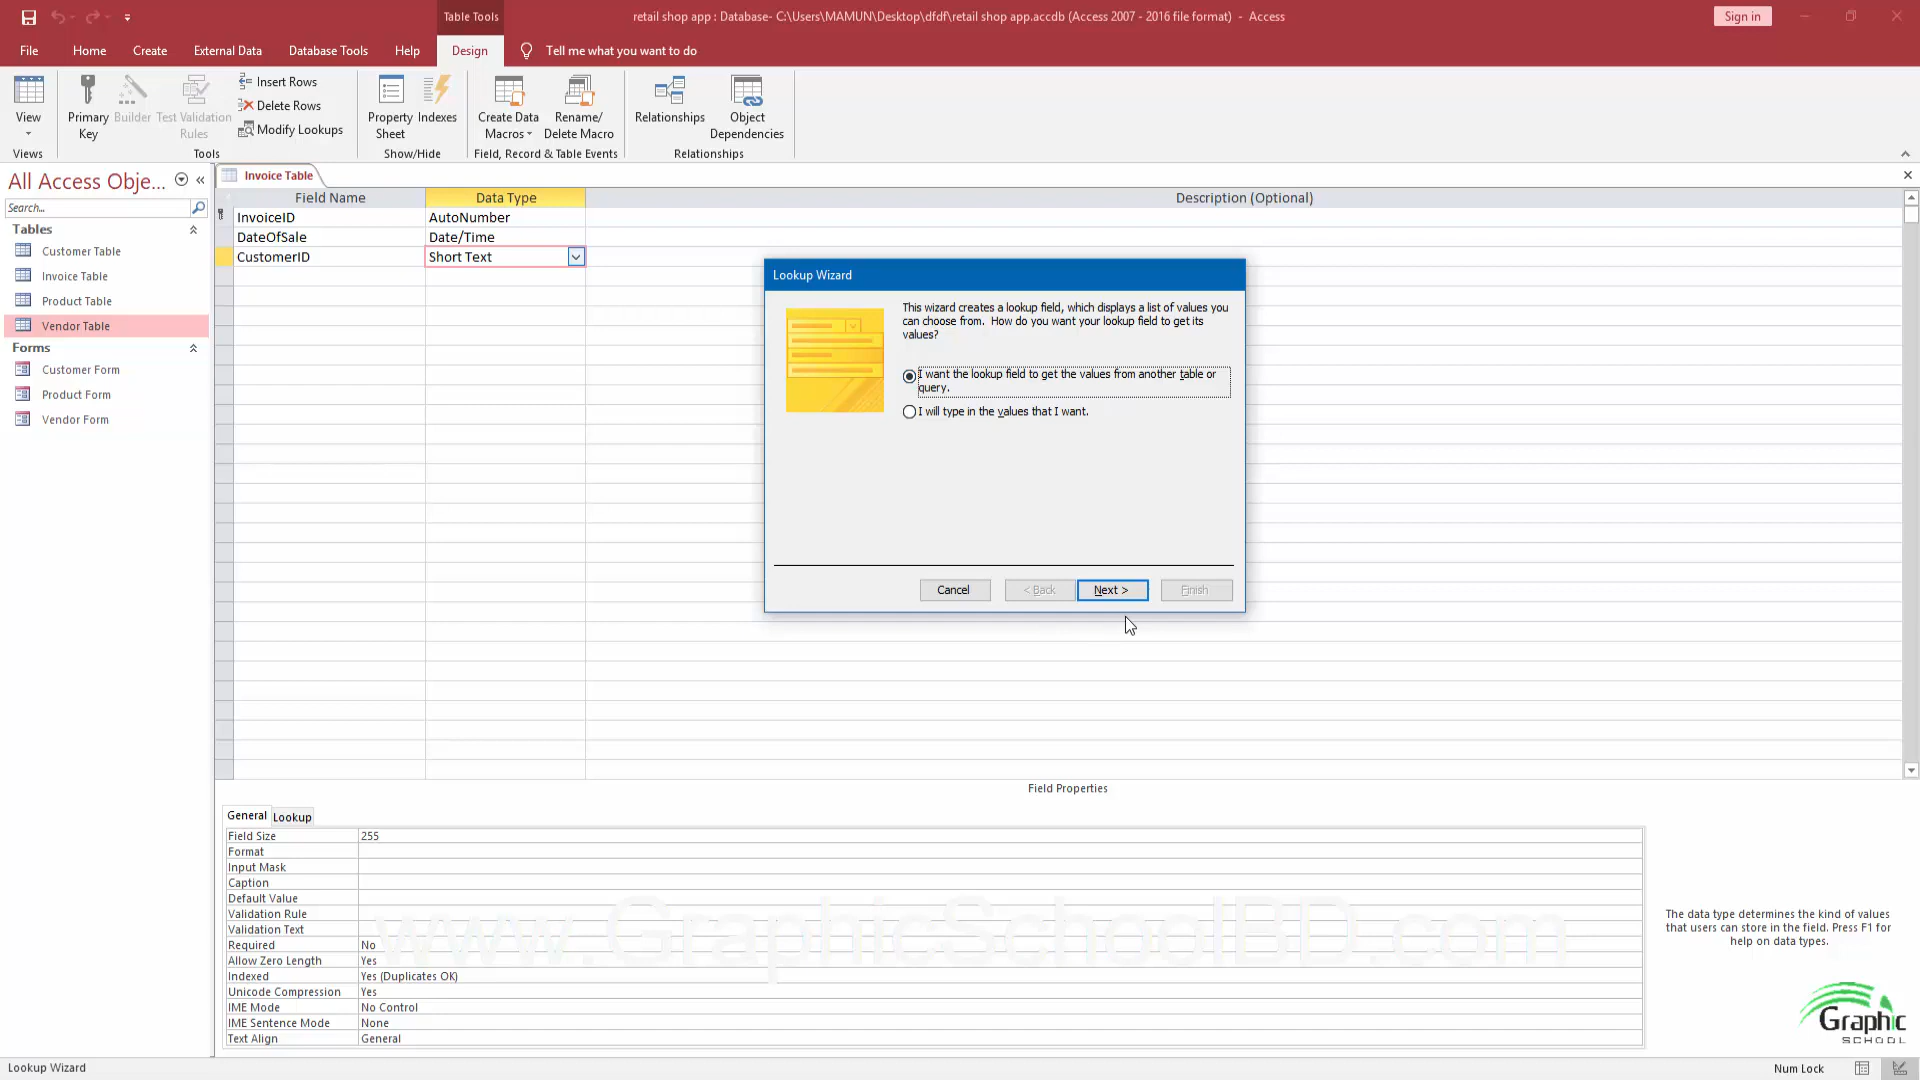 Table Tools
retail shop app : Database- C:\Users\MAMUN\Desktop\dfdf\retail shop app.accdb (Access 2007 - 2016 file format) - Access
Sign in
File Home Create External Data Database Tools Help Design Tell me what you want to do
View
Primary Key
Builder
Test Validation Rules
Insert Rows
Delete Rows
Modify Lookups
Property Sheet
Indexes
Create Data Macros
Rename/ Delete Macro
Relationships
Object Dependencies
Views Tools Show/Hide Field, Record & Table Events Relationships
All Access Obje...
Search...
Tables
Customer Table
Invoice Table
Product Table
Vendor Table
Forms
Customer Form
Product Form
Vendor Form
Invoice Table
Field Name Data Type Description (Optional)
InvoiceID AutoNumber
DateOfSale Date/Time
CustomerID Short Text
Lookup Wizard
This wizard creates a lookup field, which displays a list of values you
can choose from. How do you want your lookup field to get its
values?
I want the lookup field to get the values from another table or
query.
I will type in the values that I want.
Cancel < Back Next > Finish
Field Properties
General Lookup
Field Size 255
Format
Input Mask
Caption
Default Value
Validation Rule
Validation Text
Required No
Allow Zero Length Yes
Indexed Yes (Duplicates OK)
Unicode Compression Yes
IME Mode No Control
IME Sentence Mode None
Text Align General
The data type determines the kind of values
that users can store in the field. Press F1 for
help on data types.
www.GraphicSchoolBD.com
Graphic
SCHOOL
Lookup Wizard
Num Lock